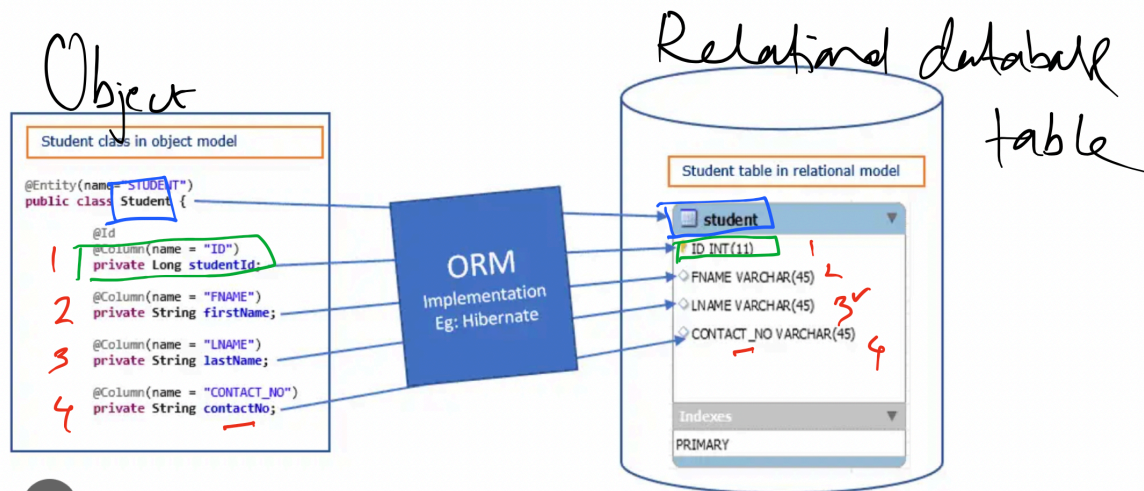 Object
Relational database
table
Student class in object model
@Entity(name="STUDENT")
public class Student {
@Id
1
@Column(name = "ID")
private Long studentId;
2
@Column(name = "FNAME")
private String firstName;
3
@Column(name = "LNAME")
private String lastName;
4
@Column(name = "CONTACT_NO")
private String contactNo;
ORM
Implementation
Eg: Hibernate
Student table in relational model
student
ID INT(11) 1
FNAME VARCHAR(45) 2
LNAME VARCHAR(45) 3
CONTACT_NO VARCHAR(45) 4
Indexes
PRIMARY